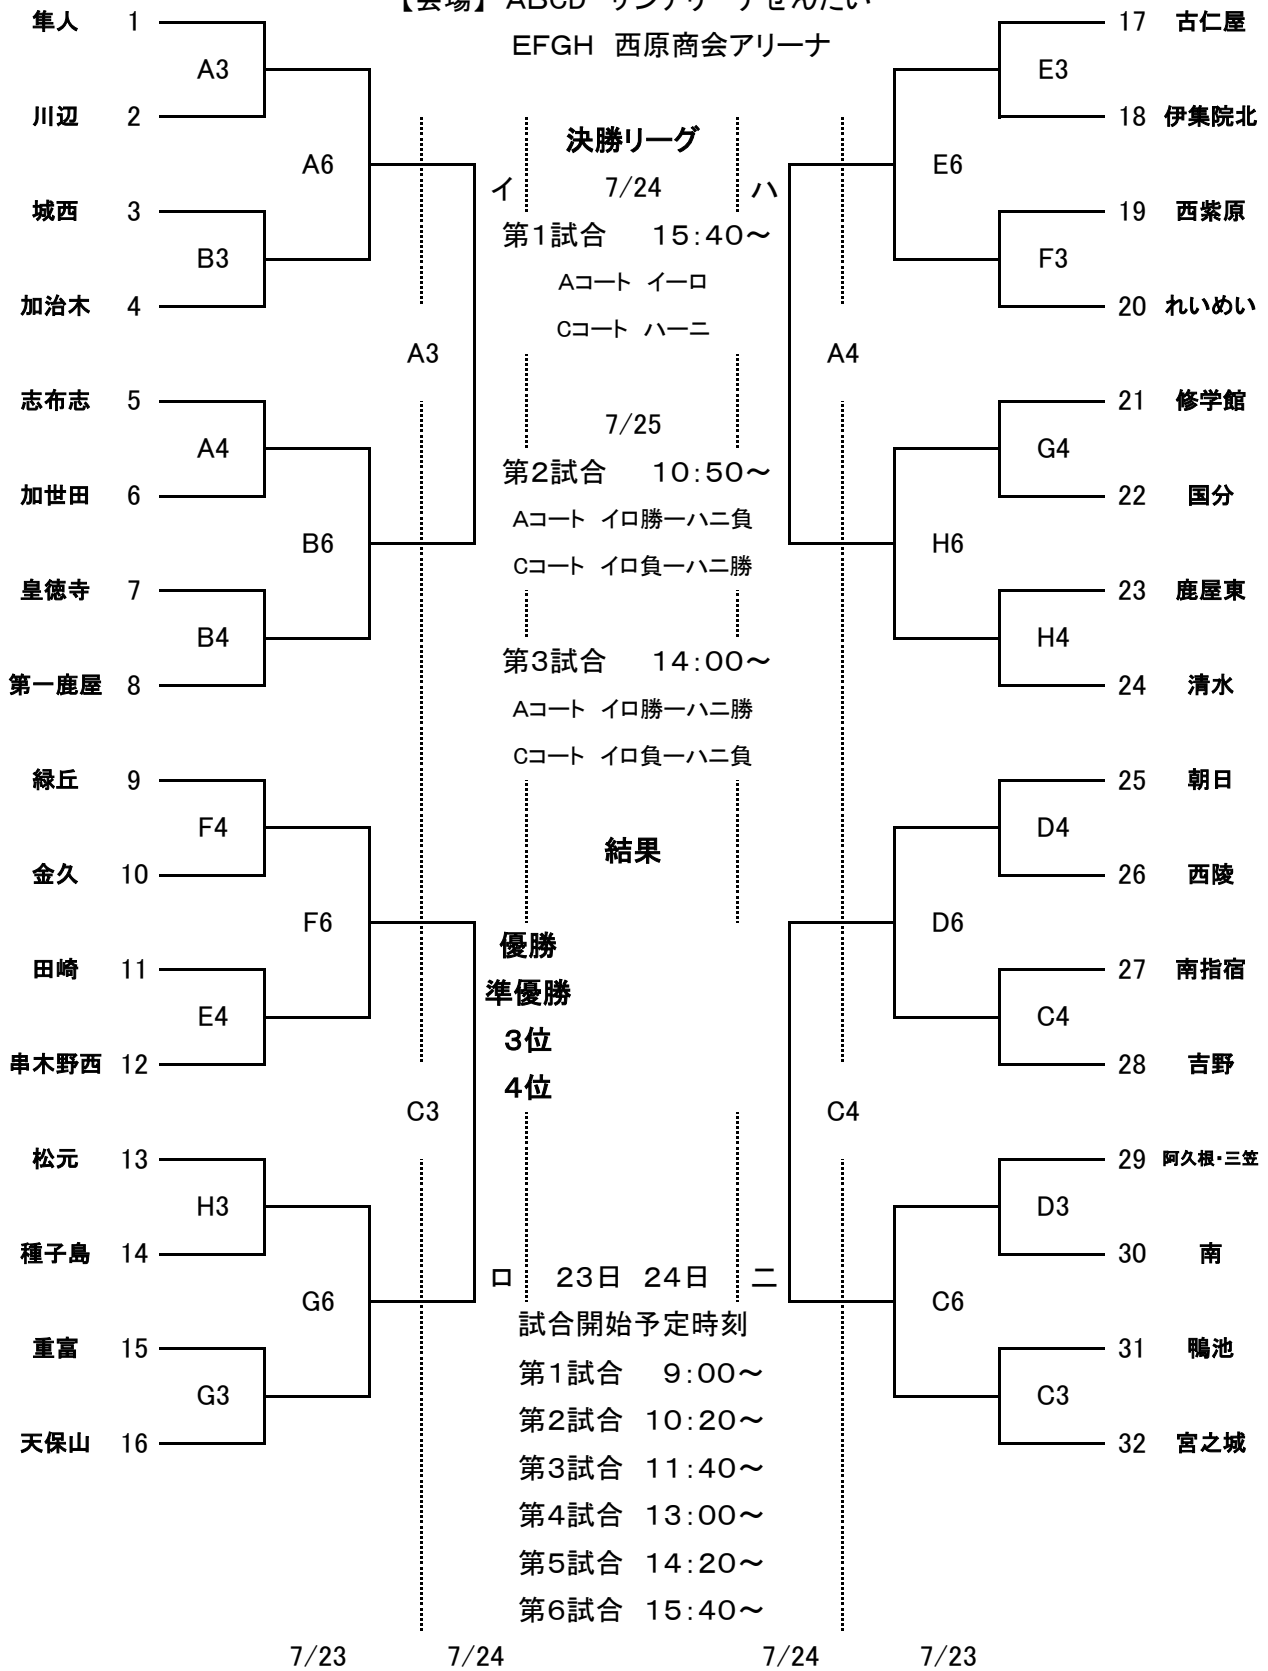 【会場】 ABCD サンアリーナせんだい
EFGH 西原商会アリーナ
隼人 1
A3
川辺 2
A6
城西 3
B3
加治木 4
A3
志布志 5
A4
加世田 6
B6
皇徳寺 7
B4
第一鹿屋 8
緑丘 9
F4
金久 10
F6
田崎 11
E4
串木野西 12
C3
松元 13
H3
種子島 14
G6
重富 15
G3
天保山 16
7/23 7/24
決勝リーグ
イ 7/24 ハ
第1試合 15:40～
Aコート イーロ
Cコート ハーニ
7/25
第2試合 10:50～
Aコート イロ勝ーハニ負
Cコート イロ負ーハニ勝
第3試合 14:00～
Aコート イロ勝ーハニ勝
Cコート イロ負ーハニ負
結果
優勝
準優勝
3位
4位
ロ 23日 24日 ニ
試合開始予定時刻
第1試合 9:00～
第2試合 10:20～
第3試合 11:40～
第4試合 13:00～
第5試合 14:20～
第6試合 15:40～
17 古仁屋
E3
18 伊集院北
E6
19 西紫原
F3
20 れいめい
A4
21 修学館
G4
22 国分
H6
23 鹿屋東
H4
24 清水
25 朝日
D4
26 西陵
D6
27 南指宿
C4
28 吉野
C4
29 阿久根・三笠
D3
30 南
C6
31 鴨池
C3
32 宮之城
7/24 7/23